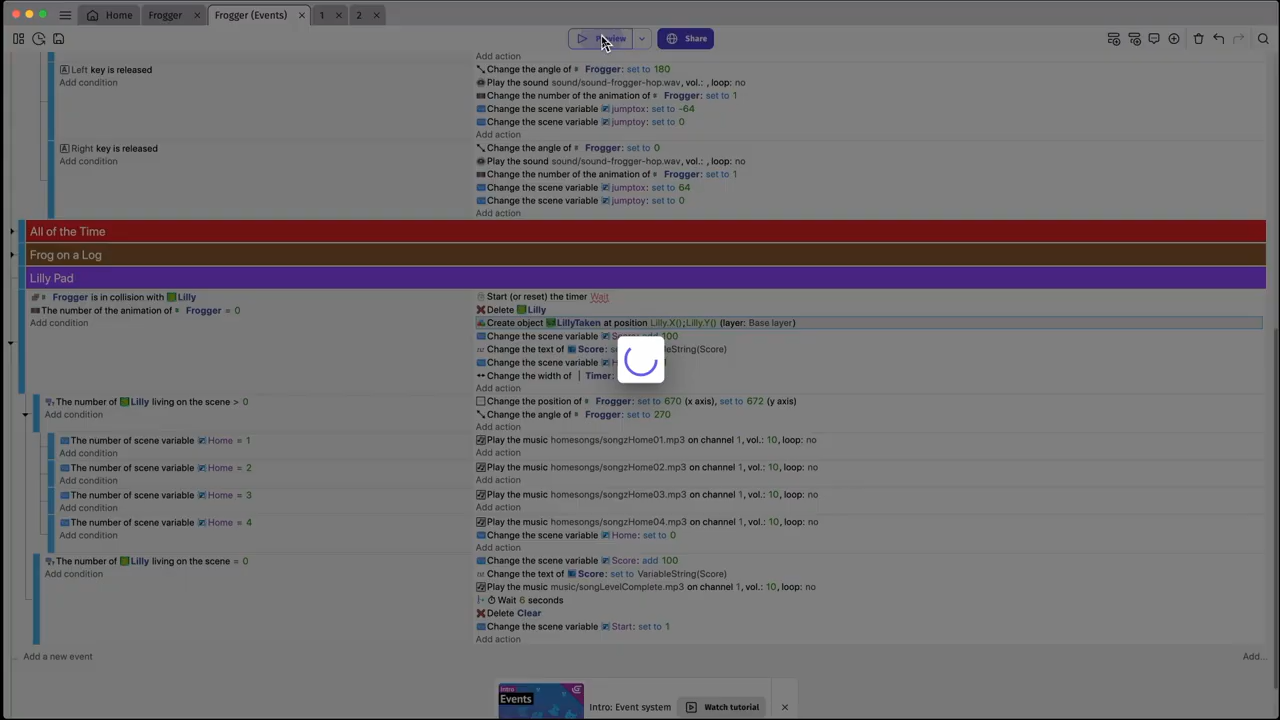 Home
Frogger
Frogger (Events)
1
2
Preview
Share
Add action
Left key is released
Add condition
Change the angle of Frogger: set to 180
Play the sound sound/sound-frogger-hop.wav, vol.: , loop: no
Change the number of the animation of Frogger: set to 1
Change the scene variable jumptox: set to -64
Change the scene variable jumptoy: set to 0
Add action
Right key is released
Add condition
Change the angle of Frogger: set to 0
Play the sound sound/sound-frogger-hop.wav, vol.: , loop: no
Change the number of the animation of Frogger: set to 1
Change the scene variable jumptox: set to 64
Change the scene variable jumptoy: set to 0
Add action
All of the Time
Frog on a Log
Lilly Pad
Frogger is in collision with Lilly
The number of the animation of Frogger = 0
Add condition
Start (or reset) the timer Wait
Delete Lilly
Create object LillyTaken at position Lilly.X();Lilly.Y() (layer: Base layer)
Change the scene variable Score: add 100
Change the text of Score: bleString(Score)
Change the scene variable
Change the width of Timer:
Add action
The number of Lilly living on the scene > 0
Add condition
Change the position of Frogger: set to 670 (x axis), set to 672 (y axis)
Change the angle of Frogger: set to 270
Add action
The number of scene variable Home = 1
Add condition
Play the music homesongs/songzHome01.mp3 on channel 1, vol.: 10, loop: no
Add action
The number of scene variable Home = 2
Add condition
Play the music homesongs/songzHome02.mp3 on channel 1, vol.: 10, loop: no
Add action
The number of scene variable Home = 3
Add condition
Play the music homesongs/songzHome03.mp3 on channel 1, vol.: 10, loop: no
Add action
The number of scene variable Home = 4
Add condition
Play the music homesongs/songzHome04.mp3 on channel 1, vol.: 10, loop: no
Change the scene variable Home: set to 0
Add action
The number of Lilly living on the scene = 0
Add condition
Change the scene variable Score: add 100
Change the text of Score: set to VariableString(Score)
Play the music music/songLevelComplete.mp3 on channel 1, vol.: 10, loop: no
Wait 6 seconds
Delete Clear
Change the scene variable Start: set to 1
Add action
Add a new event
Add...
Intro:
Events
Intro: Event system
Watch tutorial